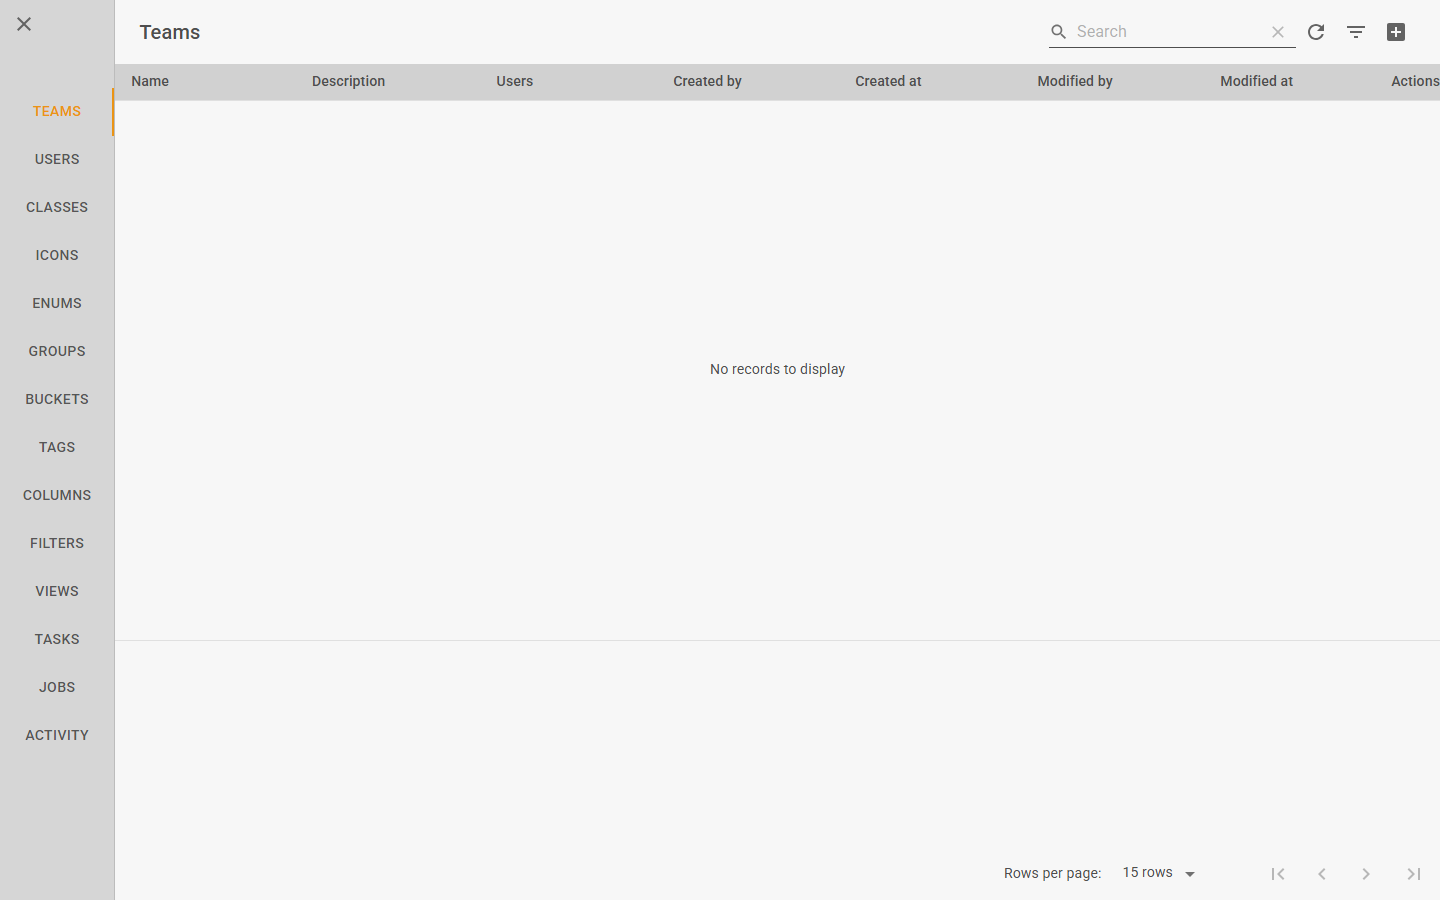 Teams
Search
Name Description Users Created by Created at Modified by Modified at Actions
TEAMS
USERS
CLASSES
ICONS
ENUMS
GROUPS
BUCKETS
TAGS
COLUMNS
FILTERS
VIEWS
TASKS
JOBS
ACTIVITY
No records to display
Rows per page: 15 rows